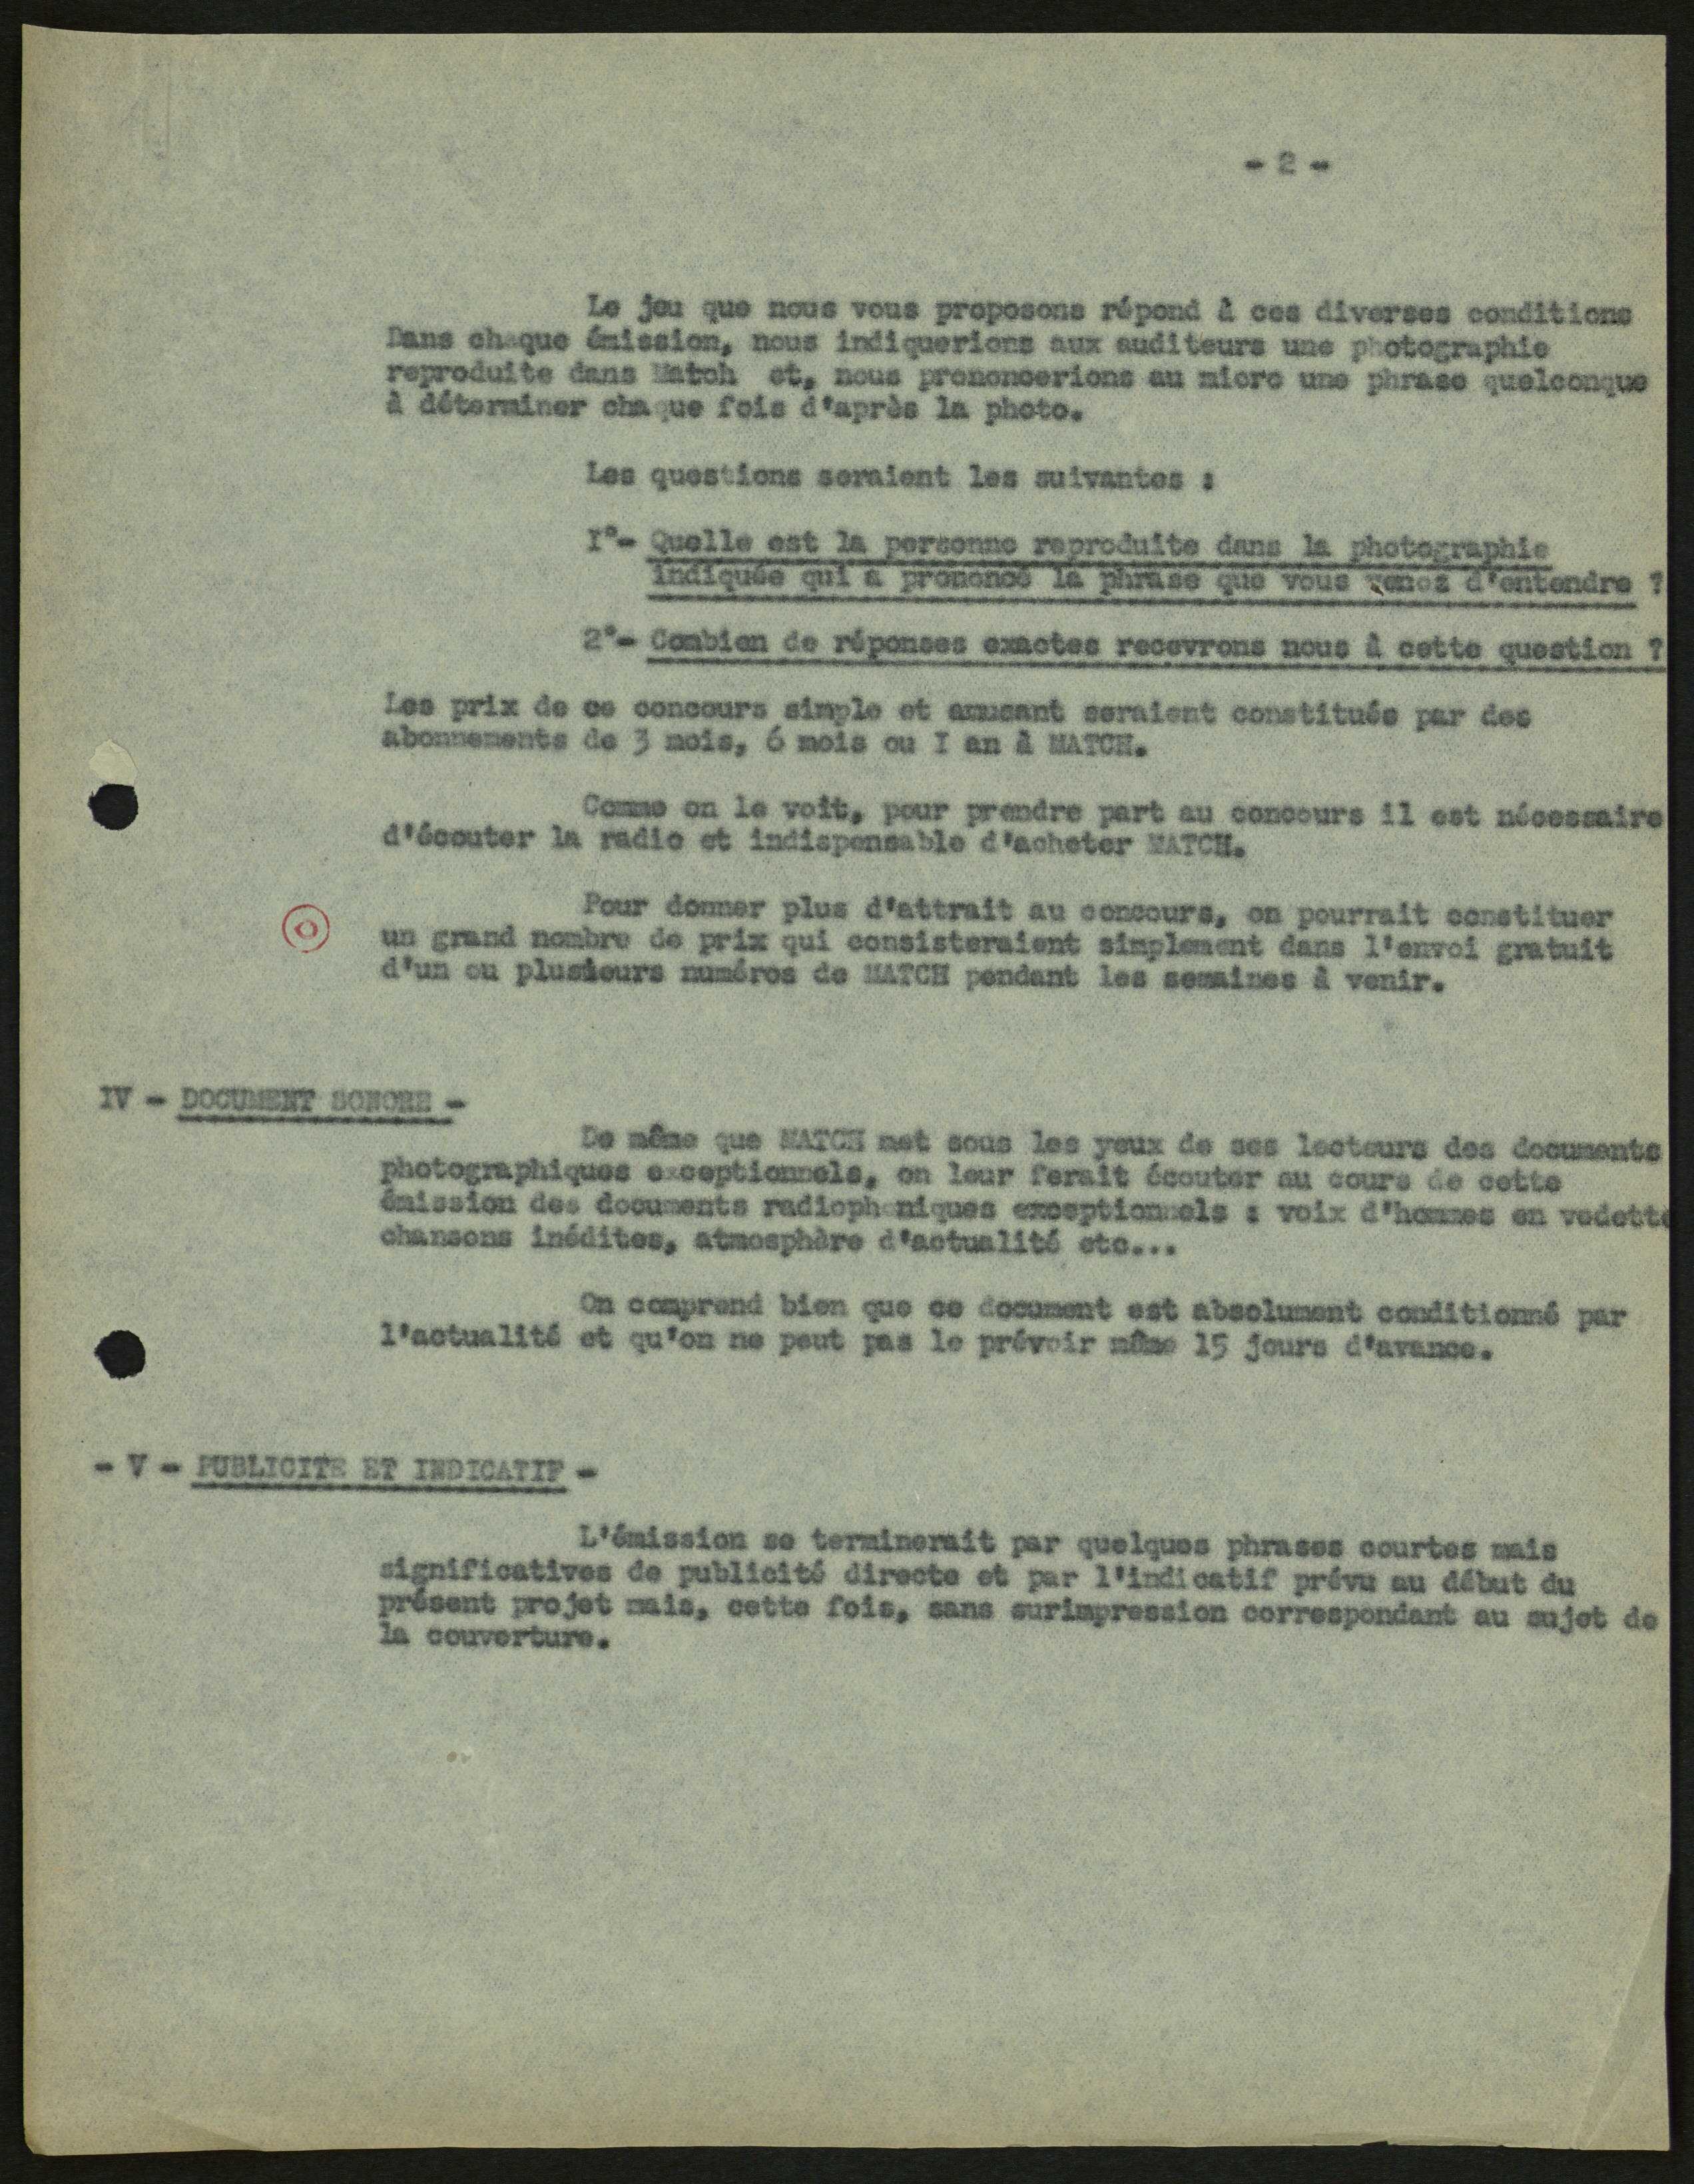 - 2 -
Le jeu que nous vous proposons répond à ces diverses conditions
Dans chaque émission, nous indiquerions aux auditeurs une photographie
reproduite dans Match et, nous prononcerions au micro une phrase quelconque
à déterminer chaque fois d'après la photo.
Les questions seraient les suivantes :
I°- Quelle est la personne reproduite dans la photographie
indiquée qui a prononcé la phrase que vous venez d'entendre ?
2°- Combien de réponses exactes recevrons nous à cette question ?
Les prix de ce concours simple et amusant seraient constitués par des
abonnements de 3 mois, 6 mois ou I an à MATCH.
Comme on le voit, pour prendre part au concours il est nécessaire
d'écouter la radio et indispensable d'acheter MATCH.
Pour donner plus d'attrait au concours, on pourrait constituer
un grand nombre de prix qui consisteraient simplement dans l'envoi gratuit
d'un ou plusieurs numéros de MATCH pendant les semaines à venir.
IV - DOCUMENT SONORE -
De même que MATCH met sous les yeux de ses lecteurs des documents
photographiques exceptionnels, on leur ferait écouter au cours de cette
émission des documents radiophoniques exceptionnels : voix d'hommes en vedette
chansons inédites, atmosphère d'actualité etc...
On comprend bien que ce document est absolument conditionné par
l'actualité et qu'on ne peut pas le prévoir même 15 jours d'avance.
- V - PUBLICITE ET INDICATIF -
L'émission se terminerait par quelques phrases courtes mais
significatives de publicité directe et par l'indicatif prévu au début du
présent projet mais, cette fois, sans surimpression correspondant au sujet de
la couverture.